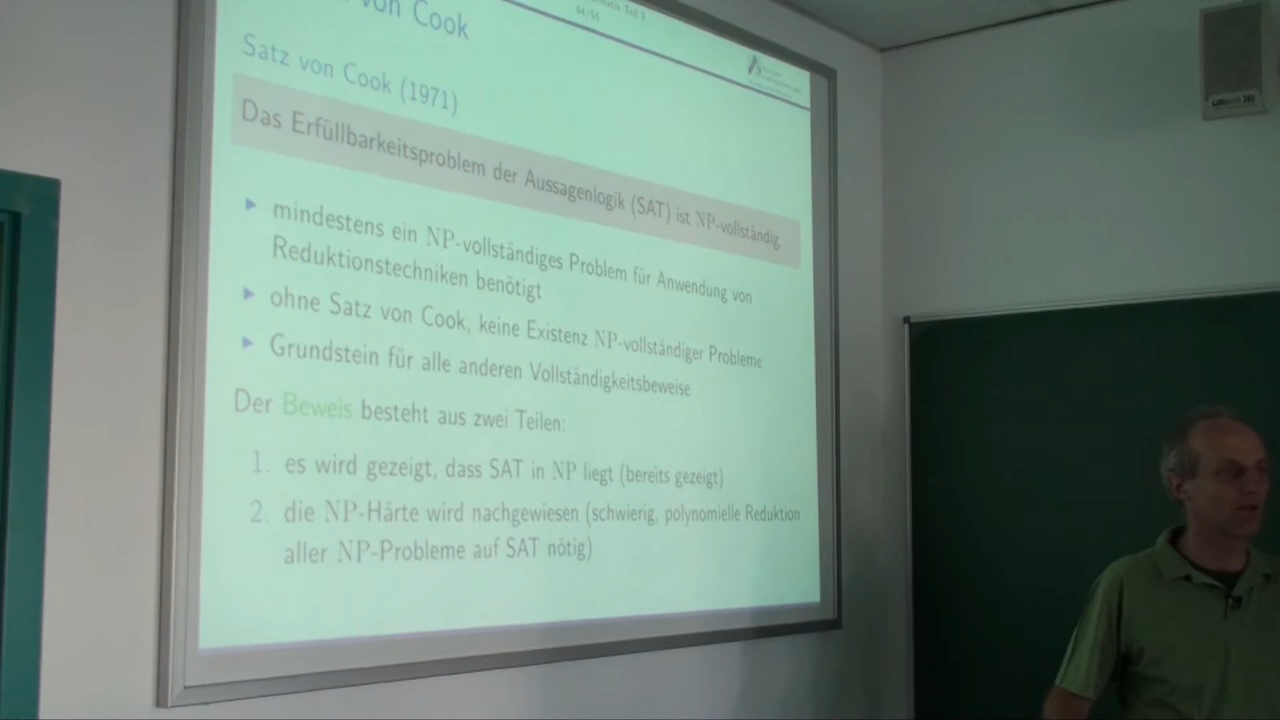 von Cook
Teil 3
Satz von Cook (1971)
Das Erfüllbarkeitsproblem der Aussagenlogik (SAT) ist NP-vollständig.
mindestens ein NP-vollständiges Problem für Anwendung von
Reduktionstechniken benötigt
ohne Satz von Cook, keine Existenz NP-vollständiger Probleme
Grundstein für alle anderen Vollständigkeitsbeweise
Der Beweis besteht aus zwei Teilen:
1. es wird gezeigt, dass SAT in NP liegt (bereits gezeigt)
2. die NP-Härte wird nachgewiesen (schwierig, polynomielle Reduktion
aller NP-Probleme auf SAT nötig)